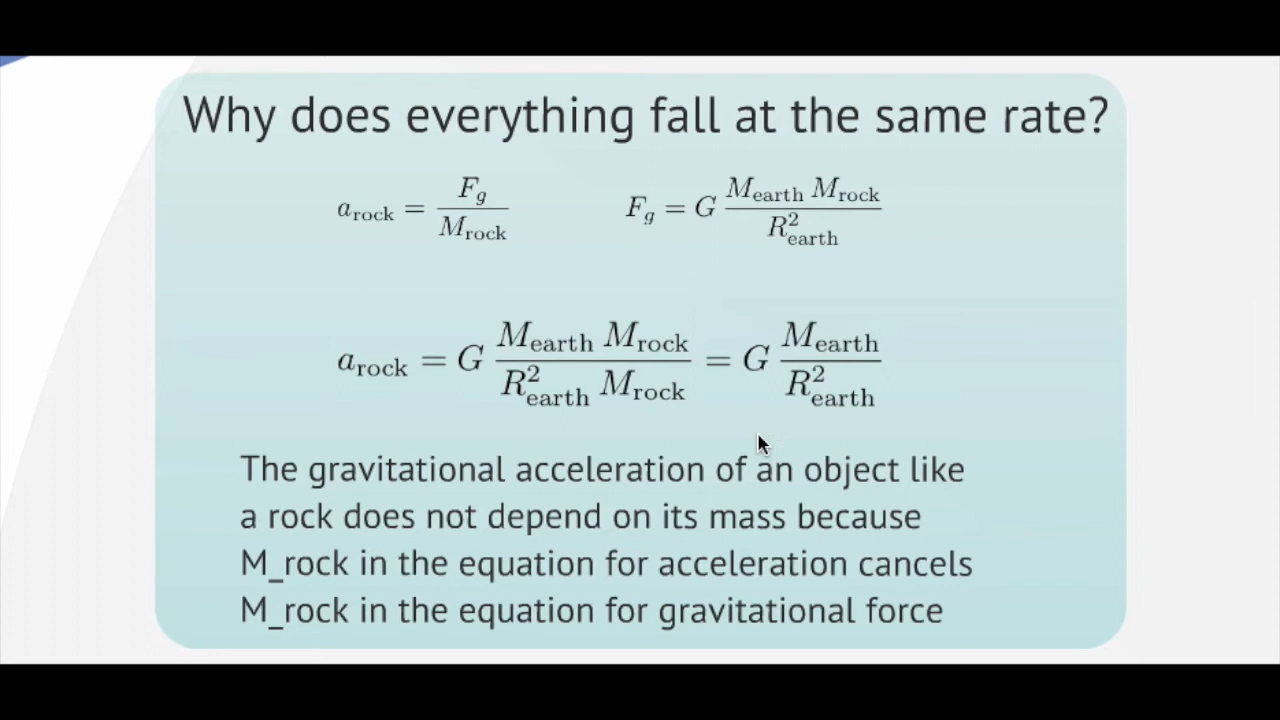 Why does everything fall at the same rate?
a_rock = F_g / M_rock    F_g = G M_earth M_rock / R²_earth
a_rock = G M_earth M_rock / R²_earth M_rock = G M_earth / R²_earth
The gravitational acceleration of an object like
a rock does not depend on its mass because
M_rock in the equation for acceleration cancels
M_rock in the equation for gravitational force